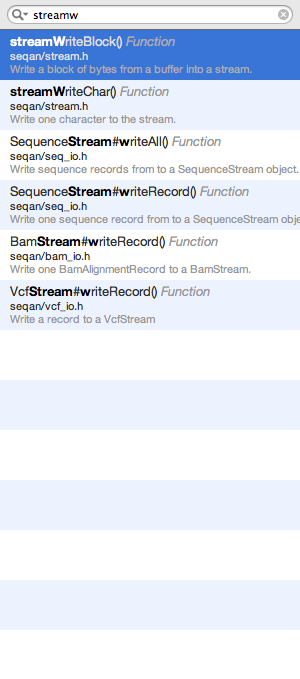 streamw
streamWriteBlock() Function
seqan/stream.h
Write a block of bytes from a buffer into a stream.
streamWriteChar() Function
seqan/stream.h
Write one character to the stream.
SequenceStream#writeAll() Function
seqan/seq_io.h
Write sequence records from to a SequenceStream object.
SequenceStream#writeRecord() Function
seqan/seq_io.h
Write one sequence record from to a SequenceStream obje
BamStream#writeRecord() Function
seqan/bam_io.h
Write one BamAlignmentRecord to a BamStream.
VcfStream#writeRecord() Function
seqan/vcf_io.h
Write a record to a VcfStream